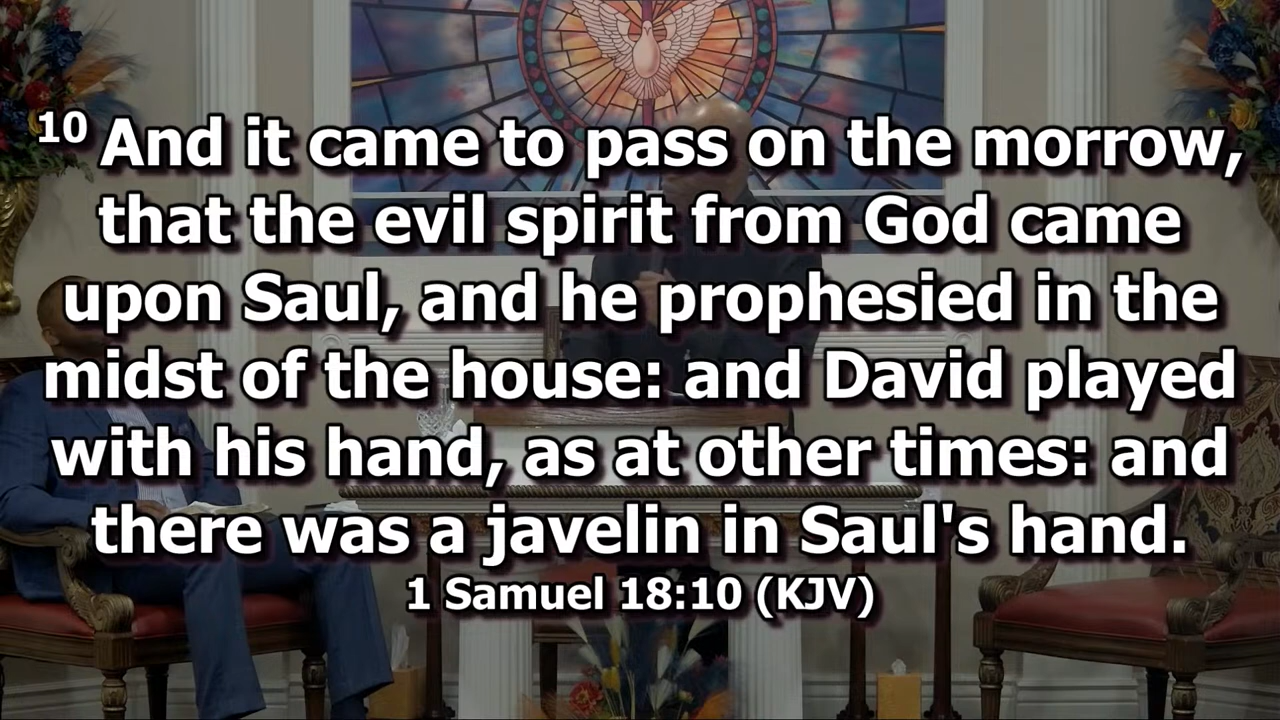 10 And it came to pass on the morrow,
that the evil spirit from God came
upon Saul, and he prophesied in the
midst of the house: and David played
with his hand, as at other times: and
there was a javelin in Saul's hand.
1 Samuel 18:10 (KJV)